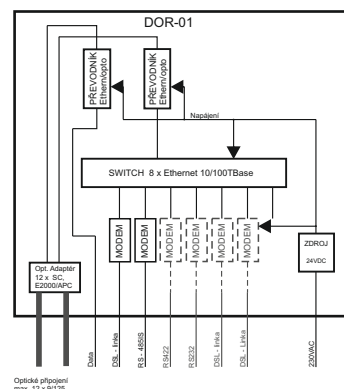 DOR-01
PŘEVODNÍK
Ethern/opto
PŘEVODNÍK
Ethern/opto
Napájení
SWITCH 8 x Ethernet 10/100TBase
MODEM
MODEM
MODEM
MODEM
MODEM
MODEM
ZDROJ
24VDC
Opt. Adaptér
12 x SC,
E2000/APC
Data
DSL - linka
RS - 485IS
RS422
RS232
DSL - linka
DSL - Linka
230VAC
Optické připojení
max. 12 x 9/125